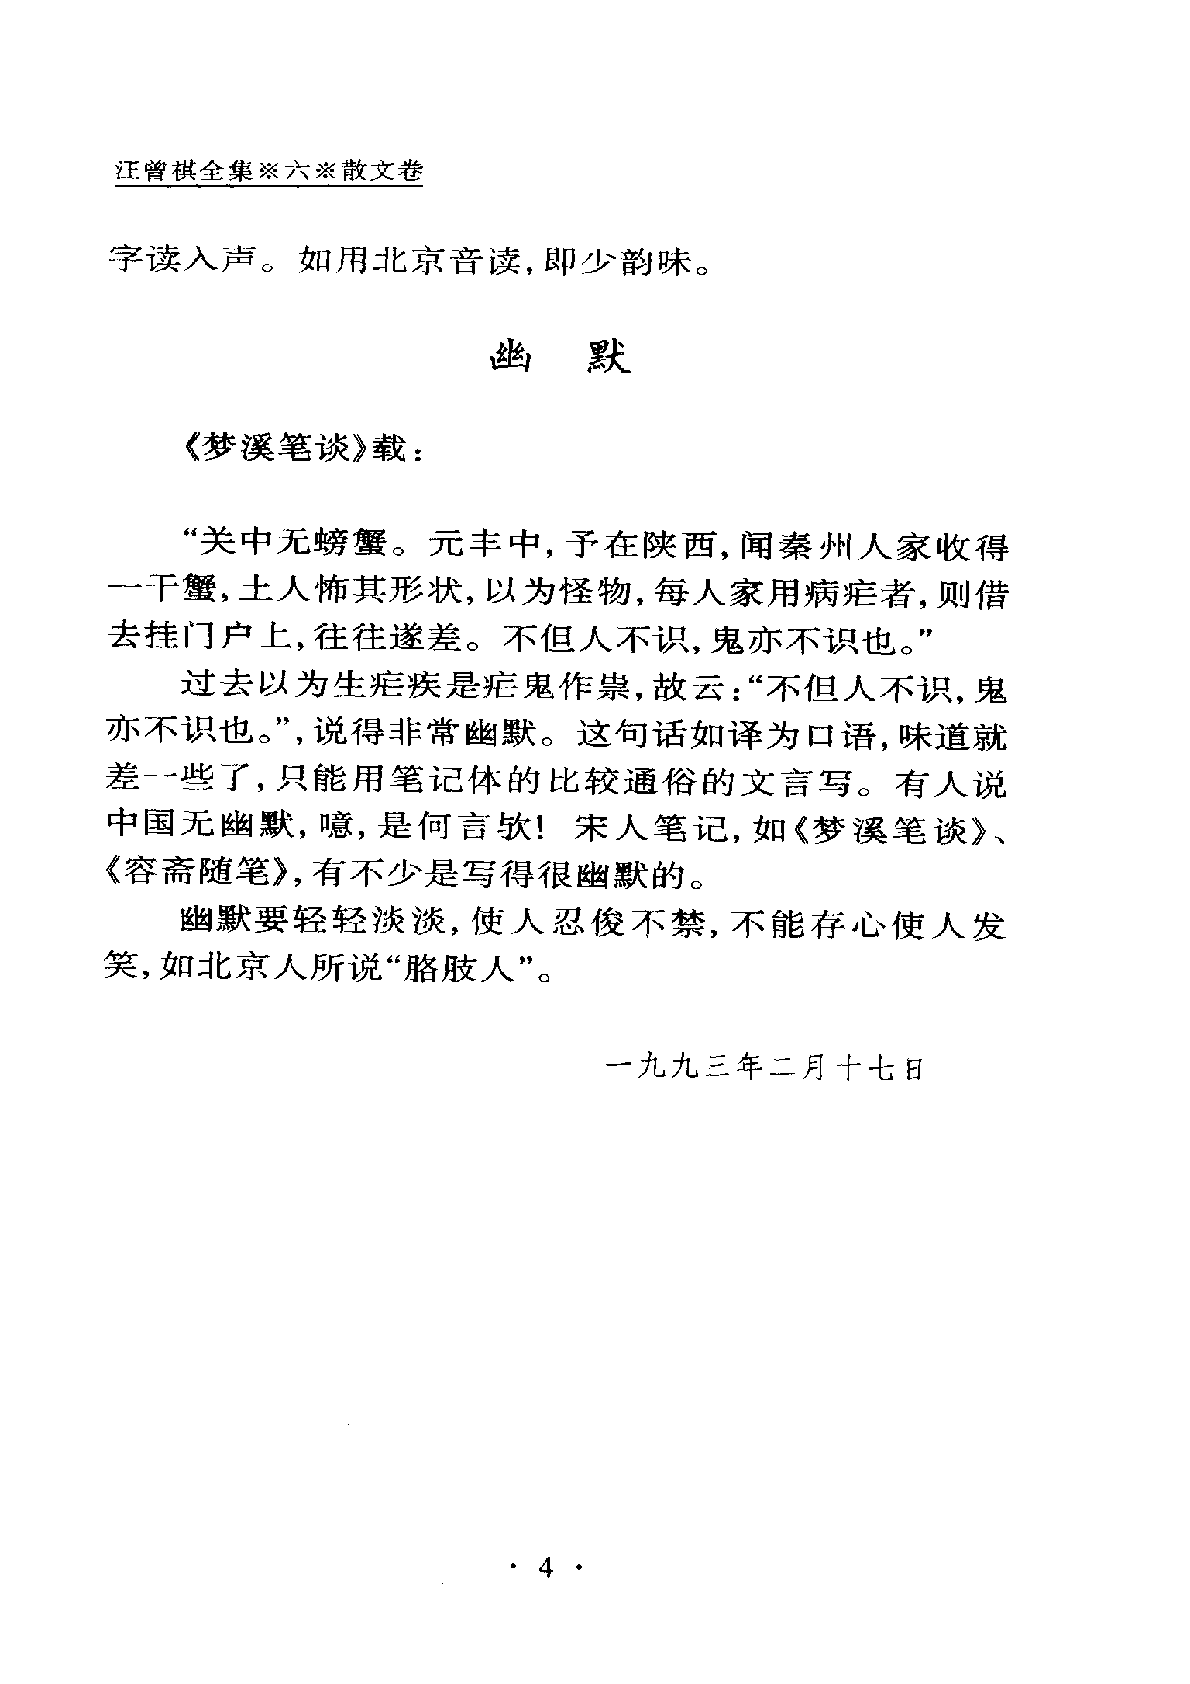 汪曾祺全集※六※散文卷
字读入声。如用北京音读,即少韵味。
幽 默
《梦溪笔谈》载:
“关中无螃蟹。元丰中,予在陕西,闻秦州人家收得
一干蟹,土人怖其形状,以为怪物,每人家用病疟者,则借
去挂门户上,往往遂差。不但人不识,鬼亦不识也。”
过去以为生疟疾是疟鬼作祟,故云:“不但人不识,鬼
亦不识也。”,说得非常幽默。这句话如译为口语,味道就
差一些了,只能用笔记体的比较通俗的文言写。有人说
中国无幽默,噫,是何言欤! 宋人笔记,如《梦溪笔谈》、
《容斋随笔》,有不少是写得很幽默的。
幽默要轻轻淡淡,使人忍俊不禁,不能存心使人发
笑,如北京人所说“胳肢人”。
一九九三年二月十七日
· 4 ·